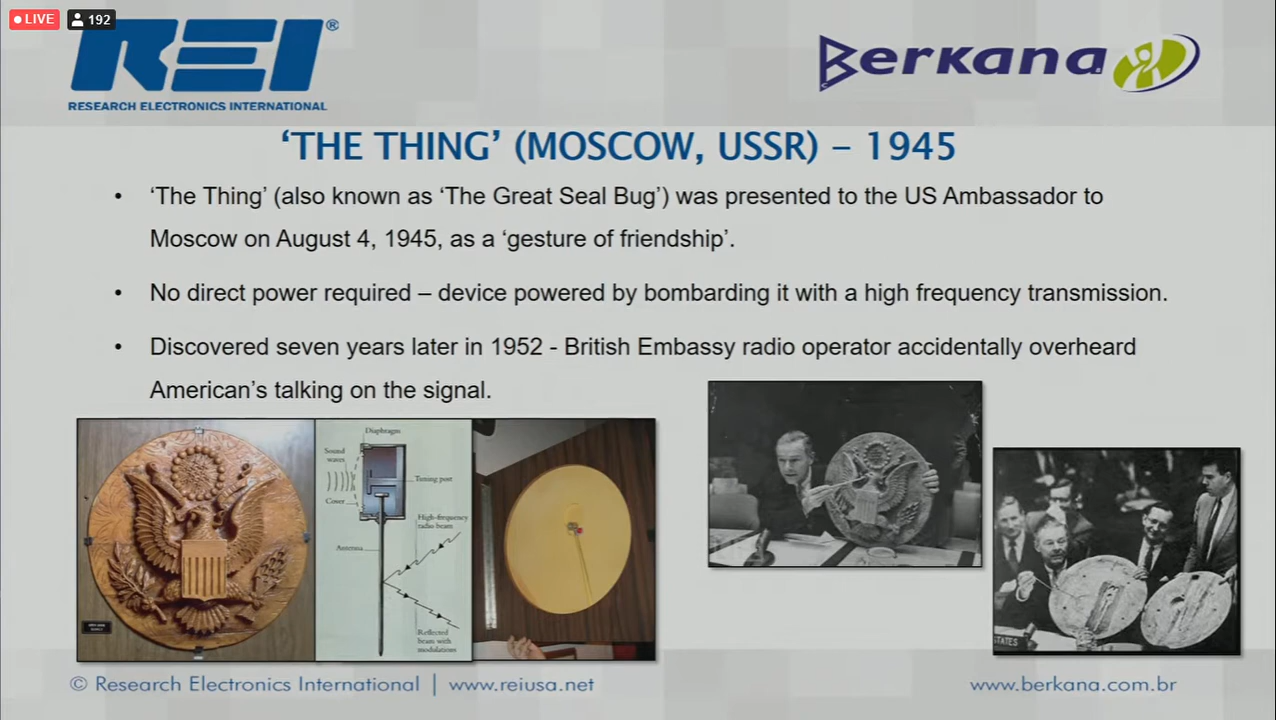 LIVE
192
REI®
RESEARCH ELECTRONICS INTERNATIONAL
Berkana
‘THE THING’ (MOSCOW, USSR) – 1945
• ‘The Thing’ (also known as ‘The Great Seal Bug’) was presented to the US Ambassador to
Moscow on August 4, 1945, as a ‘gesture of friendship’.
• No direct power required – device powered by bombarding it with a high frequency transmission.
• Discovered seven years later in 1952 - British Embassy radio operator accidentally overheard
American’s talking on the signal.
Diaphragm
Sound
waves
Tuning post
Cover
High-frequency
radio beam
Antenna
Reflected
beam with
modulations
STATES
© Research Electronics International | www.reiusa.net
www.berkana.com.br